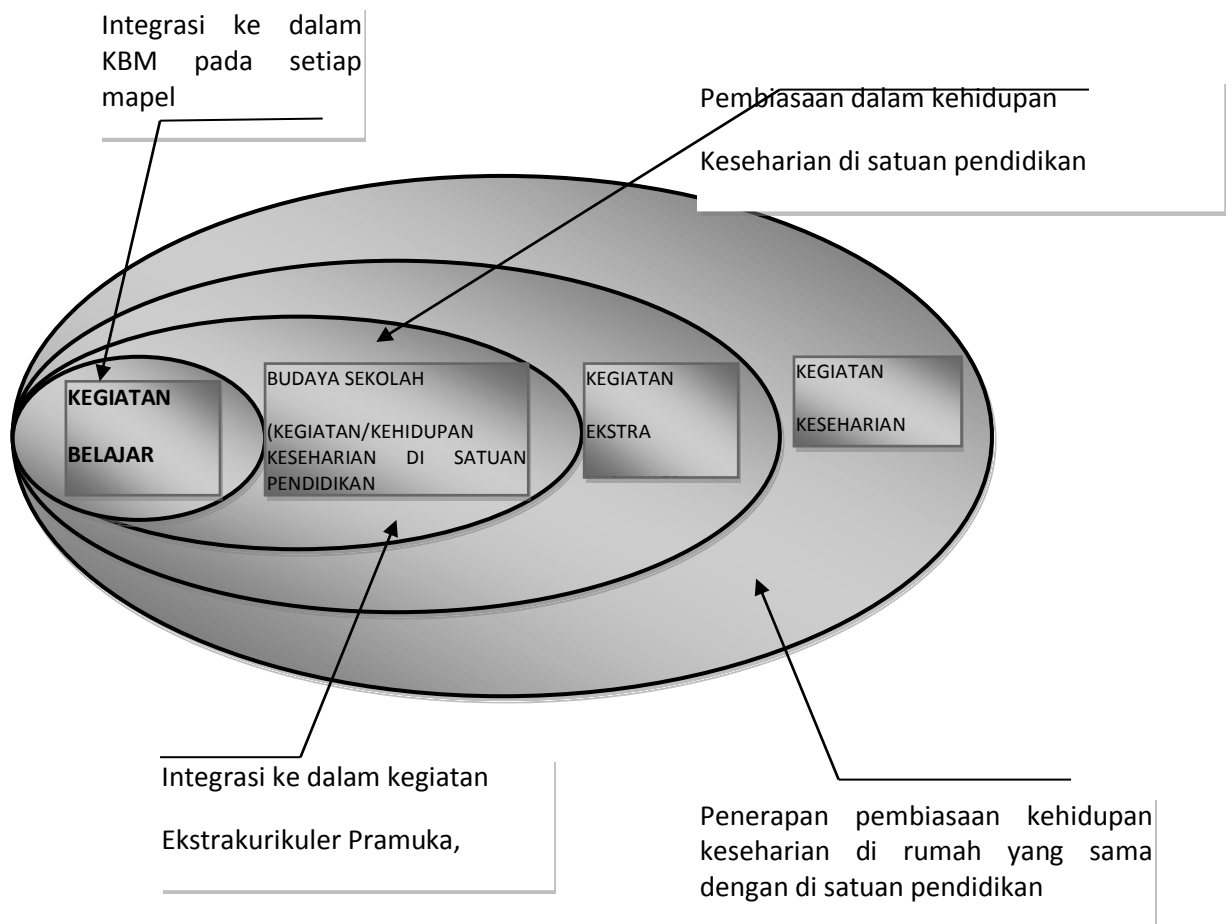 Integrasi ke dalam
KBM pada setiap
mapel
Pembiasaan dalam kehidupan
Keseharian di satuan pendidikan
KEGIATAN
BELAJAR
BUDAYA SEKOLAH
(KEGIATAN/KEHIDUPAN
KESEHARIAN DI SATUAN
PENDIDIKAN
KEGIATAN
EKSTRA
KEGIATAN
KESEHARIAN
Integrasi ke dalam kegiatan
Ekstrakurikuler Pramuka,
Penerapan pembiasaan kehidupan
keseharian di rumah yang sama
dengan di satuan pendidikan